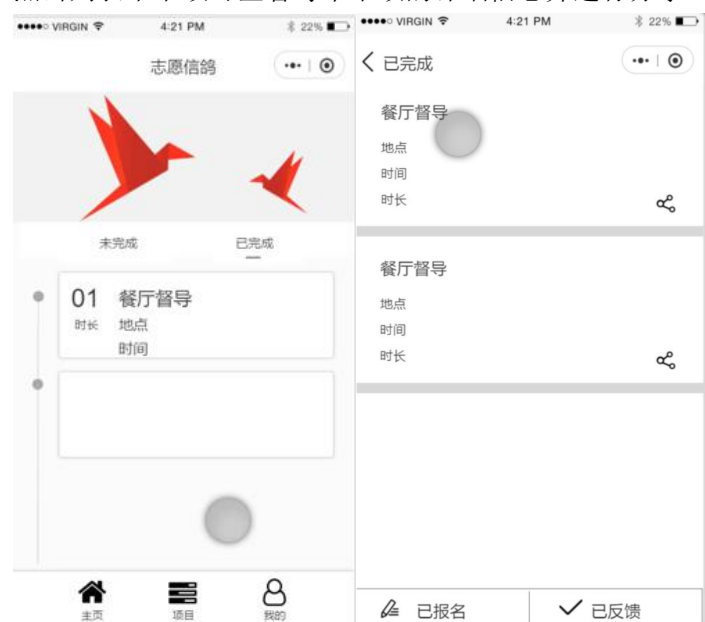 VIRGIN 4:21 PM 22%
志愿信鸽
未完成 已完成
01 餐厅督导
时长 地点
时间
主页 项目 我的
VIRGIN 4:21 PM 22%
已完成
餐厅督导
地点
时间
时长
餐厅督导
地点
时间
时长
已报名 已反馈